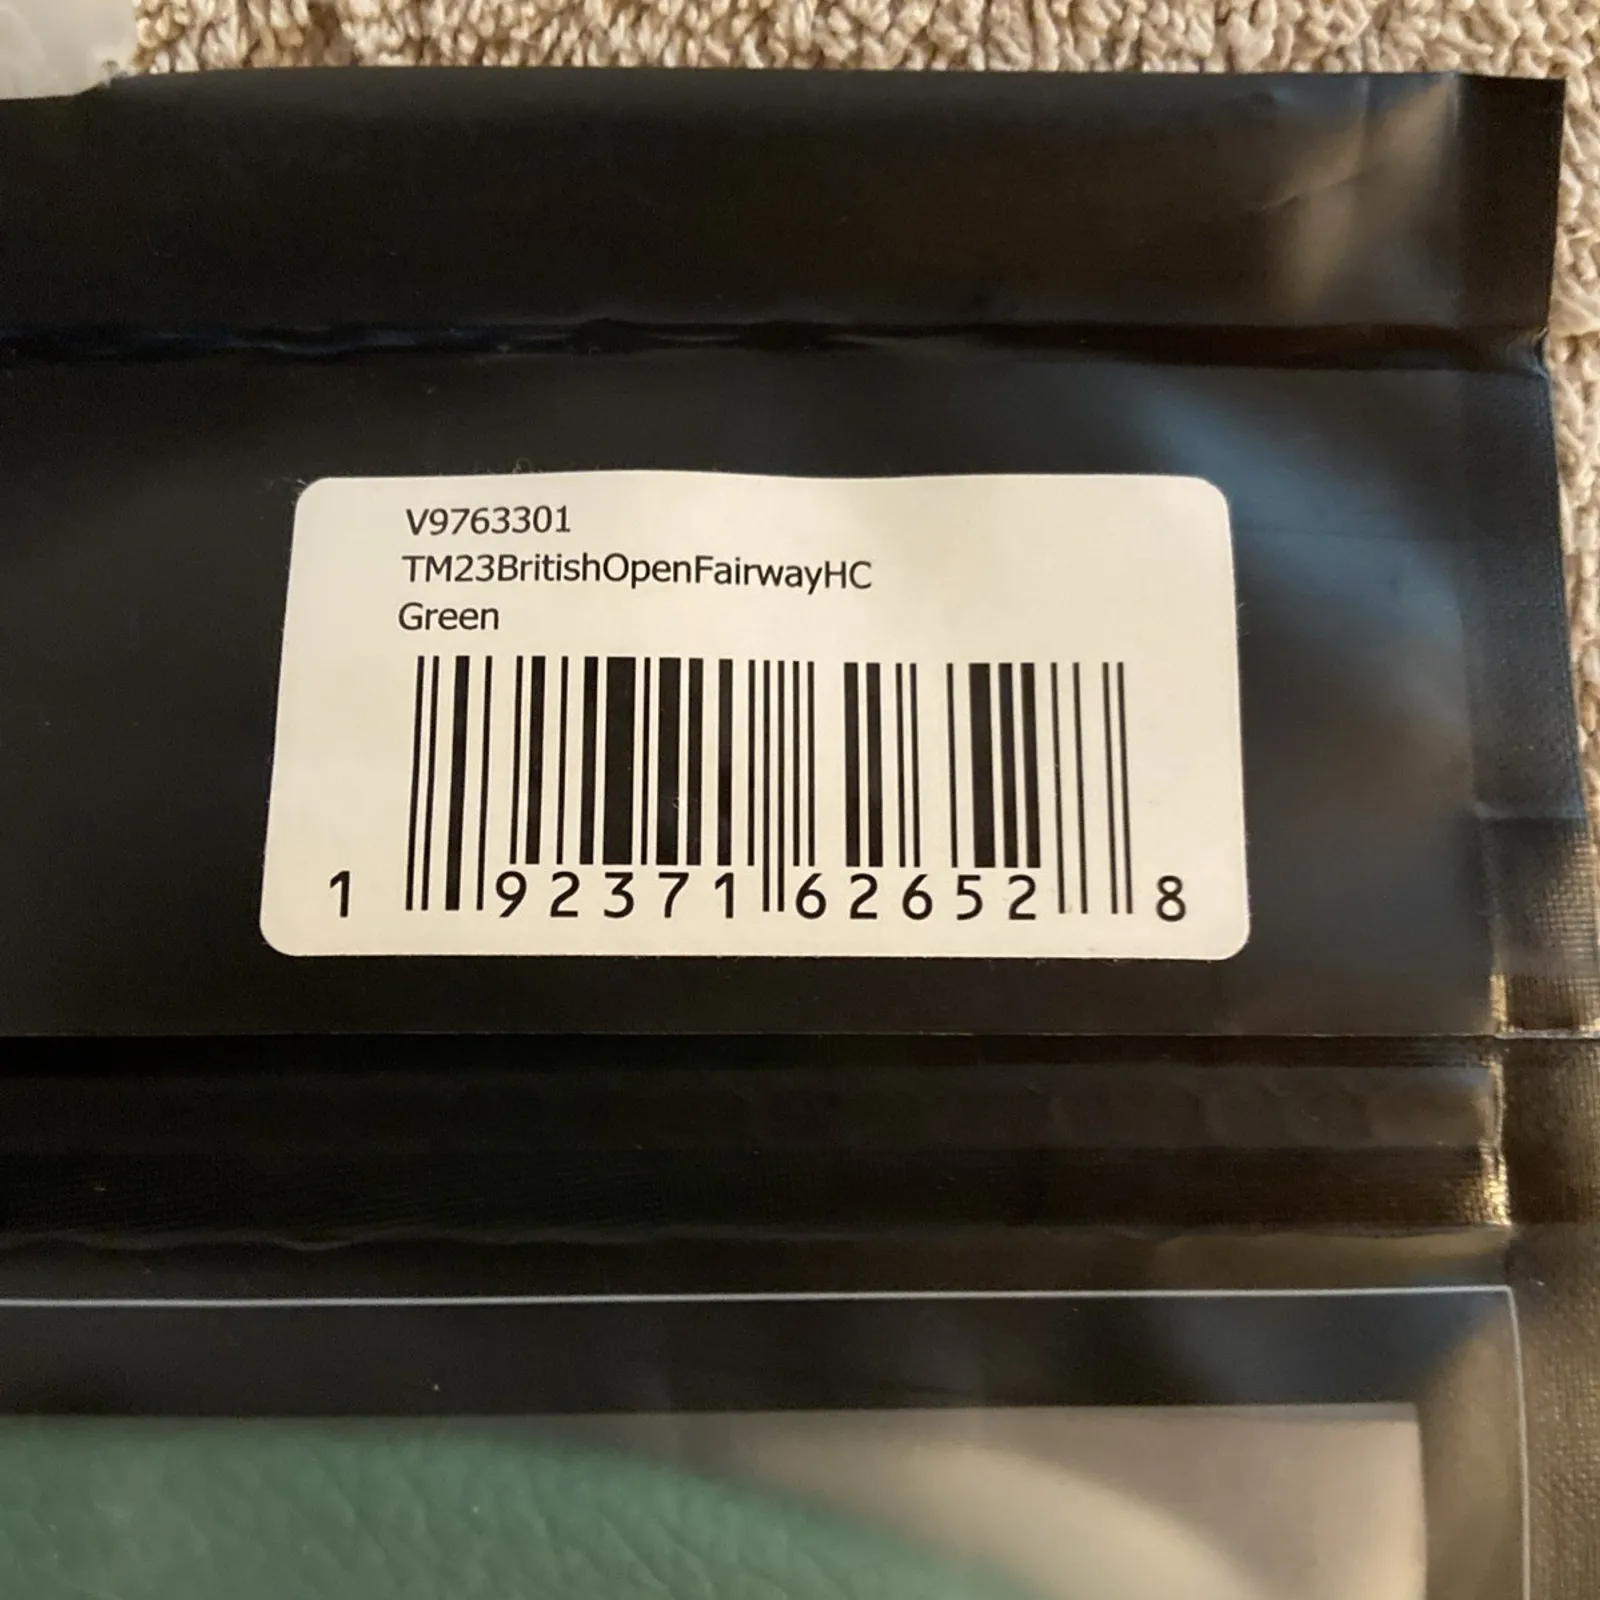 V9763301
TM23BritishOpenFairwayHC
Green
1 92371 62652 8